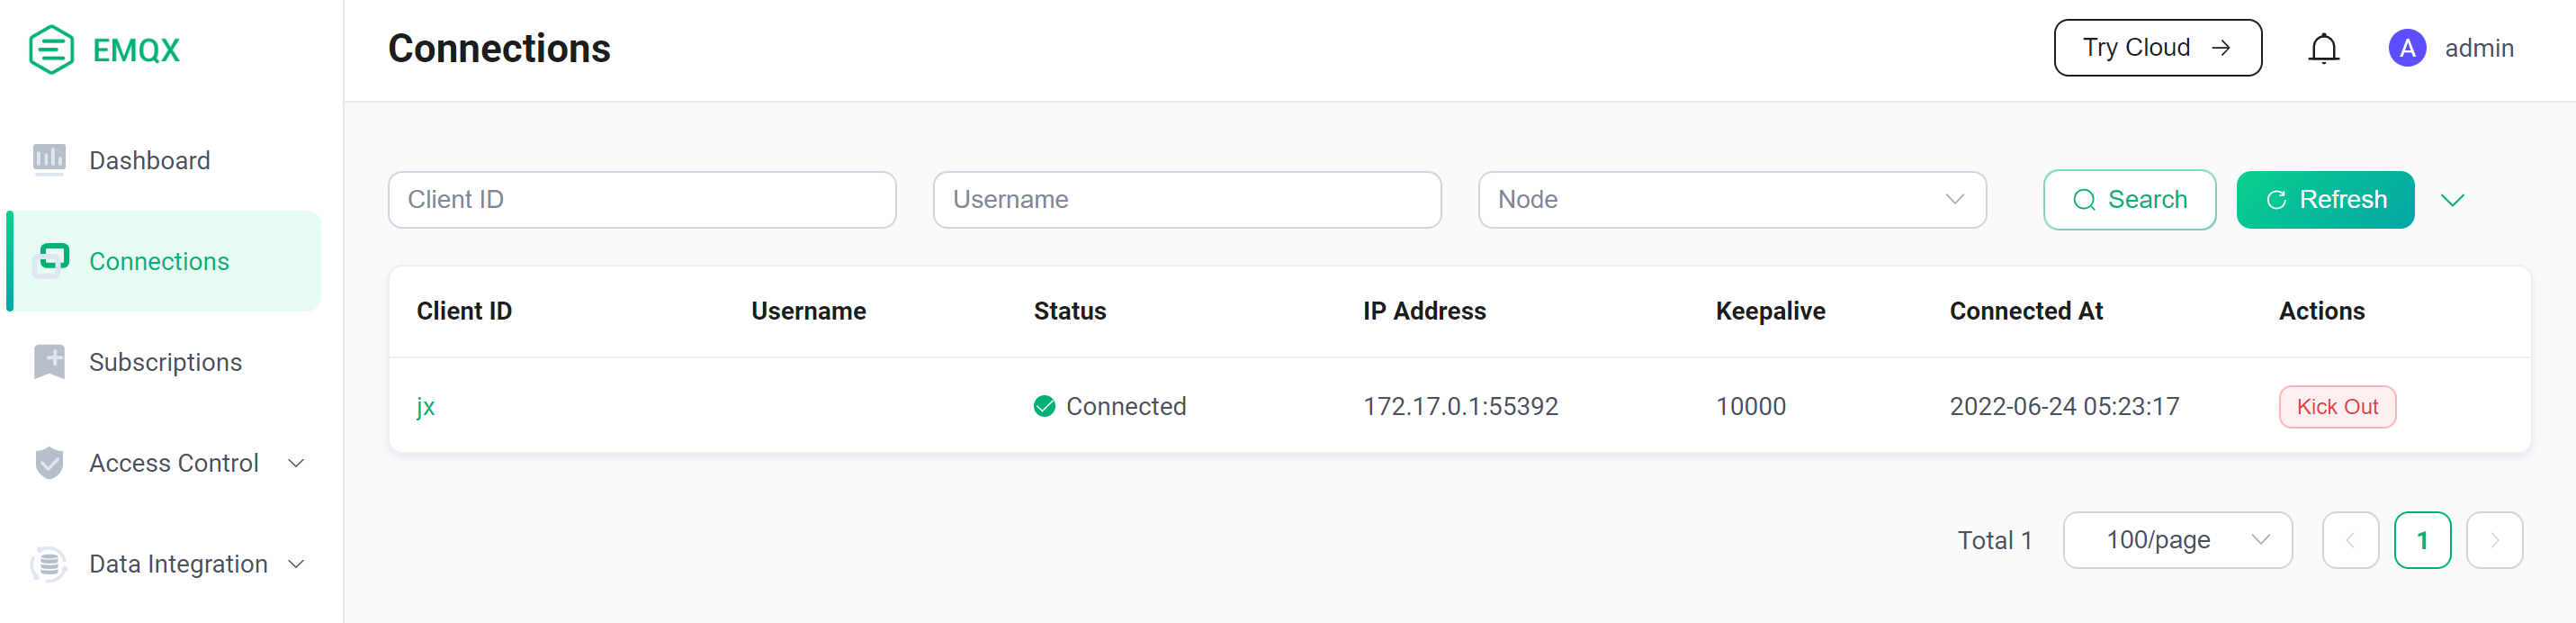 EMQX
Dashboard
Connections
Subscriptions
Access Control
Data Integration
Connections
Try Cloud →
A admin
Client ID Username Node Search Refresh
Client ID Username Status IP Address Keepalive Connected At Actions
jx Connected 172.17.0.1:55392 10000 2022-06-24 05:23:17 Kick Out
Total 1 100/page 1